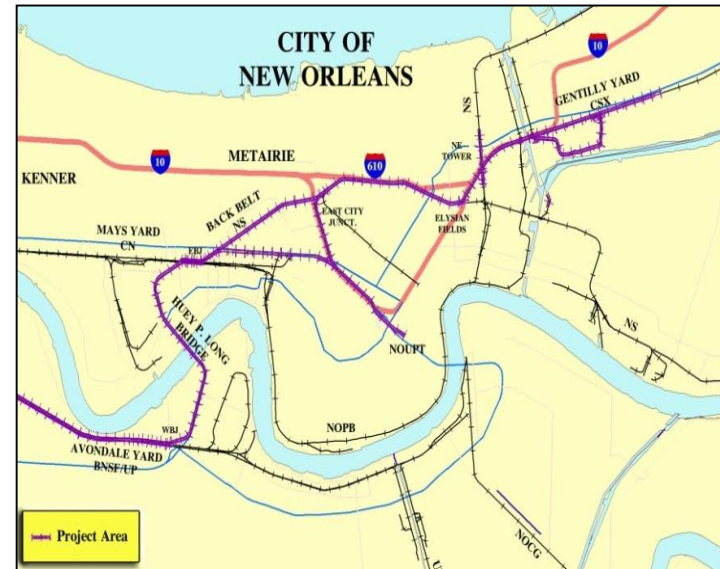 CITY OF
NEW ORLEANS
10
GENTILLY YARD
CSX
NS
NE
TOWER
METAIRIE
10
610
KENNER
BACK BELT
NS
EAST CITY
JUNCT.
ELYSIAN
FIELDS
MAYS YARD
CN
EBJ
HUEY P. LONG
BRIDGE
NOUPT
NS
NOPB
WBJ
AVONDALE YARD
BNSF/UP
NOCG
Project Area